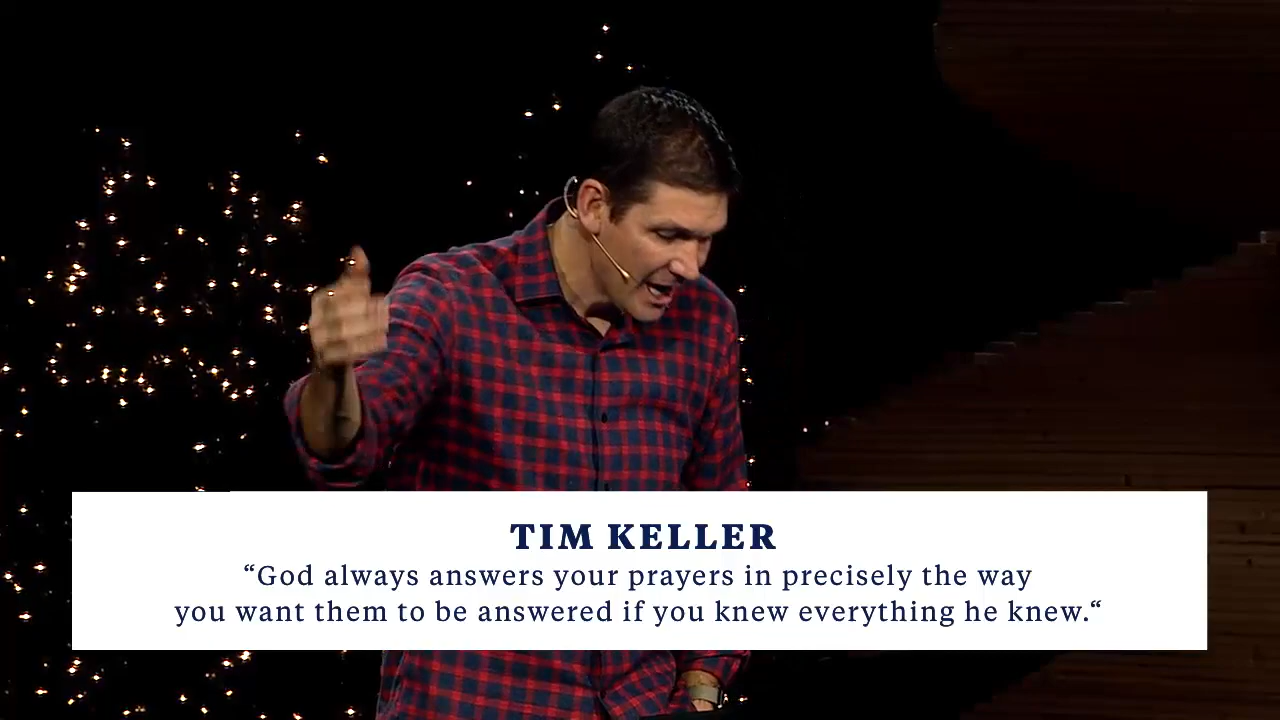 TIM KELLER
“God always answers your prayers in precisely the way
you want them to be answered if you knew everything he knew.“